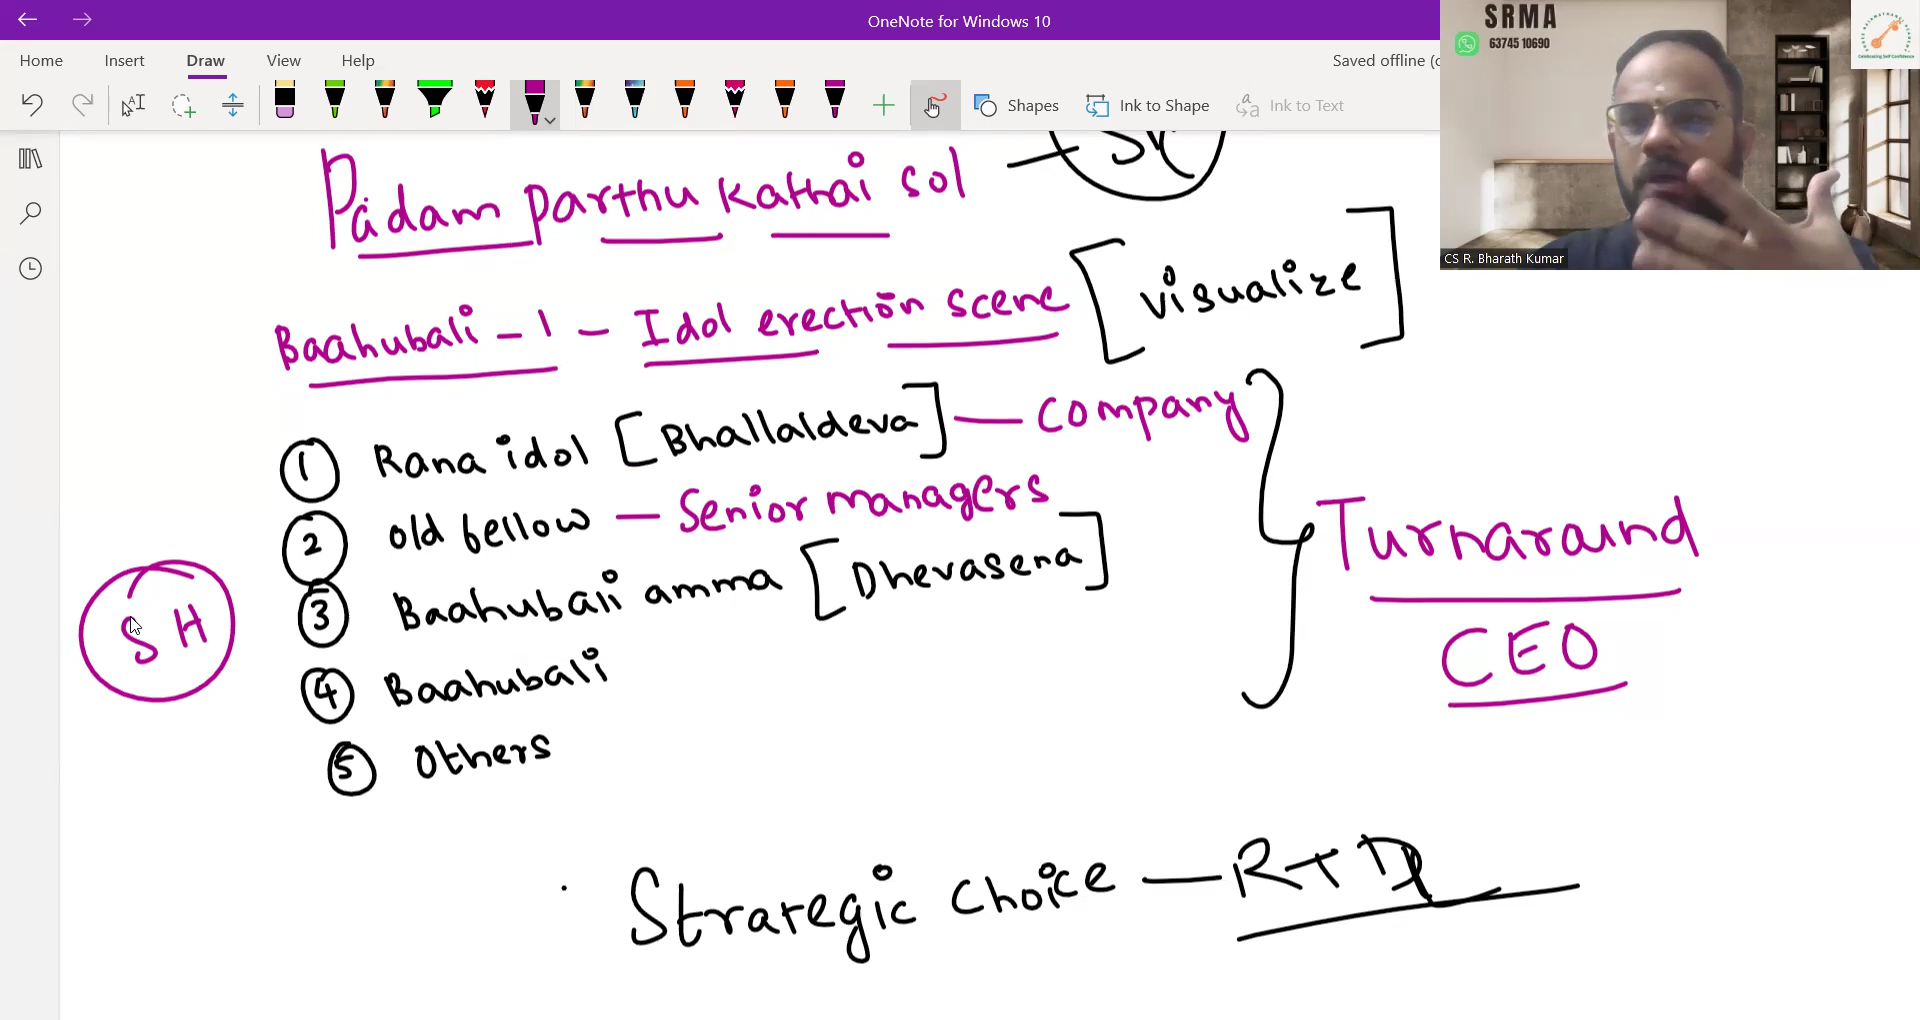 OneNote for Windows 10
SRMA
63745 10690
Celebrating Self Confidence
Home Insert Draw View Help
Saved offline (c
Shapes Ink to Shape Ink to Text
CS R. Bharath Kumar
Padam parthu kathai sol —
Baahubali - 1 - Idol erection scene [visualize]
1 Rana idol [Bhallaldeva] — Company
2 old fellow — Senior managers
3 Baahubali amma [Dhevasena]
4 Baahubali
5 Others
Turnaround
CEO
SH
Strategic Choice — RTD